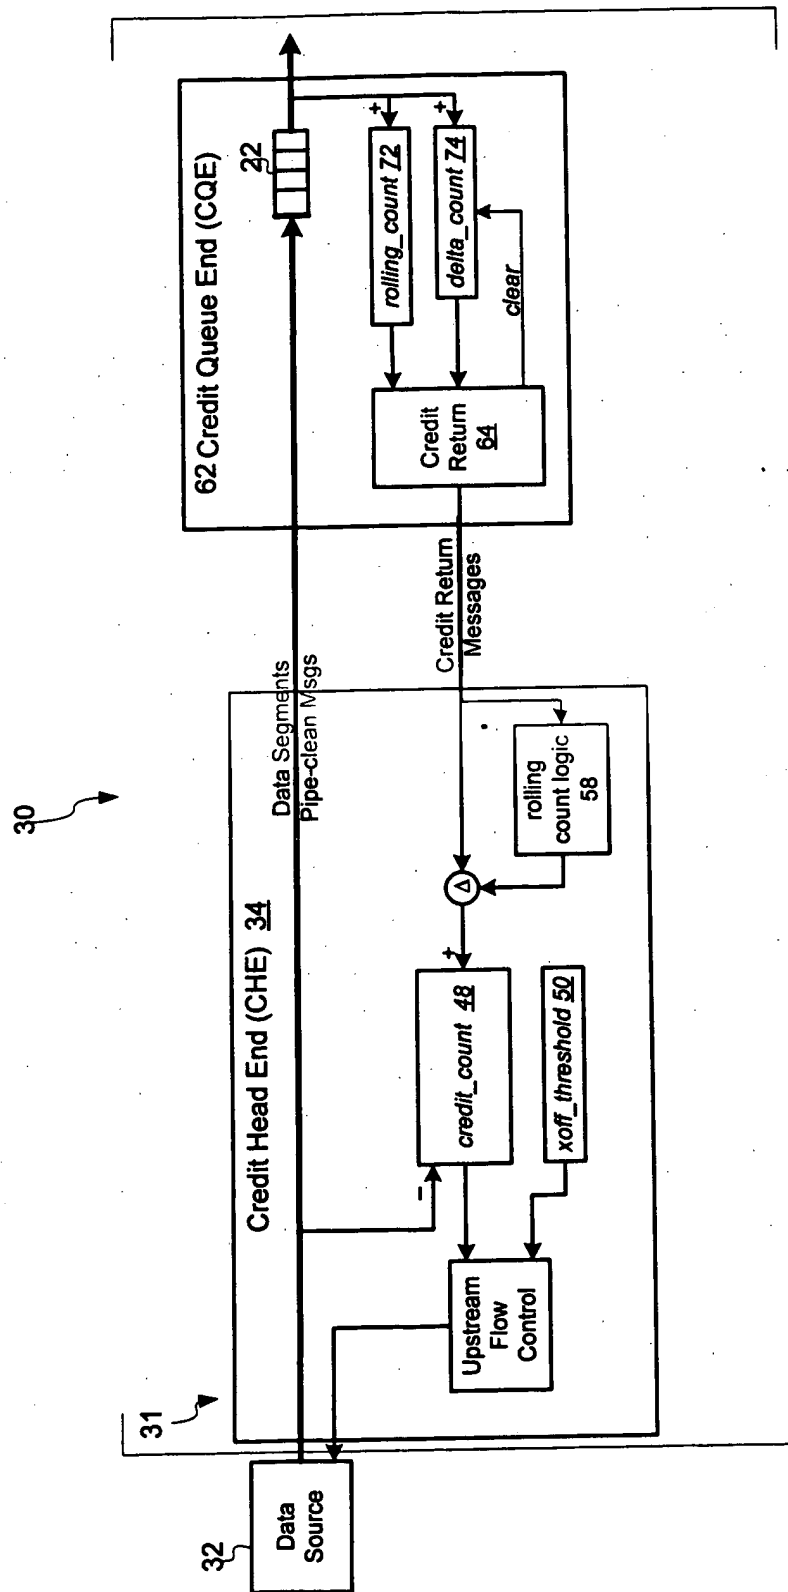 30
31
32
Data
Source
Credit Head End (CHE) 34
Data Segments
Pipe-clean Msgs
Upstream
Flow
Control
–
credit_count 48
+
Δ
xoff_threshold 50
rolling
count logic
58
Credit Return
Messages
62 Credit Queue End (CQE)
22
Credit
Return
64
rolling_count 72
+
delta_count 74
+
clear